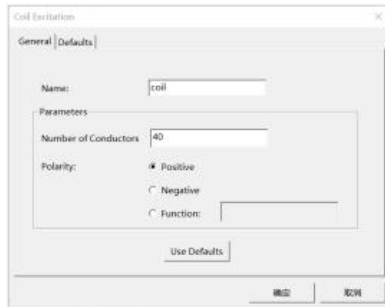 Coil Excitation
General Defaults
Name: coil
Parameters
Number of Conductors 40
Polarity: Positive
Negative
Function:
Use Defaults
确定 取消